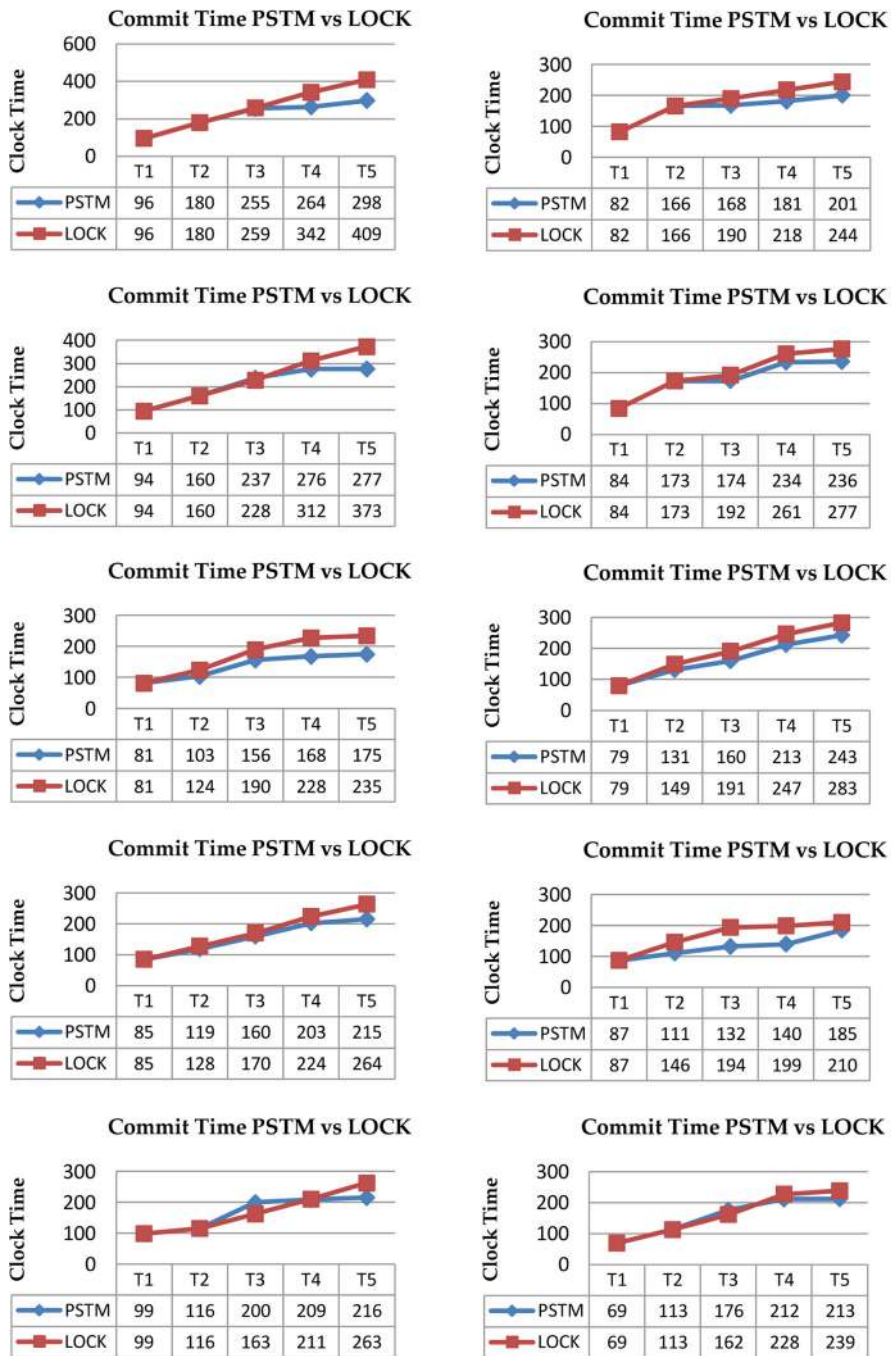 Commit Time PSTM vs LOCK
Clock Time
600
400
200
0
T1 T2 T3 T4 T5
PSTM 96 180 255 264 298
LOCK 96 180 259 342 409
Commit Time PSTM vs LOCK
Clock Time
300
200
100
0
T1 T2 T3 T4 T5
PSTM 82 166 168 181 201
LOCK 82 166 190 218 244
Commit Time PSTM vs LOCK
Clock Time
400
300
200
100
0
T1 T2 T3 T4 T5
PSTM 94 160 237 276 277
LOCK 94 160 228 312 373
Commit Time PSTM vs LOCK
Clock Time
300
200
100
0
T1 T2 T3 T4 T5
PSTM 84 173 174 234 236
LOCK 84 173 192 261 277
Commit Time PSTM vs LOCK
Clock Time
300
200
100
0
T1 T2 T3 T4 T5
PSTM 81 103 156 168 175
LOCK 81 124 190 228 235
Commit Time PSTM vs LOCK
Clock Time
300
200
100
0
T1 T2 T3 T4 T5
PSTM 79 131 160 213 243
LOCK 79 149 191 247 283
Commit Time PSTM vs LOCK
Clock Time
300
200
100
0
T1 T2 T3 T4 T5
PSTM 85 119 160 203 215
LOCK 85 128 170 224 264
Commit Time PSTM vs LOCK
Clock Time
300
200
100
0
T1 T2 T3 T4 T5
PSTM 87 111 132 140 185
LOCK 87 146 194 199 210
Commit Time PSTM vs LOCK
Clock Time
300
200
100
0
T1 T2 T3 T4 T5
PSTM 99 116 200 209 216
LOCK 99 116 163 211 263
Commit Time PSTM vs LOCK
Clock Time
300
200
100
0
T1 T2 T3 T4 T5
PSTM 69 113 176 212 213
LOCK 69 113 162 228 239